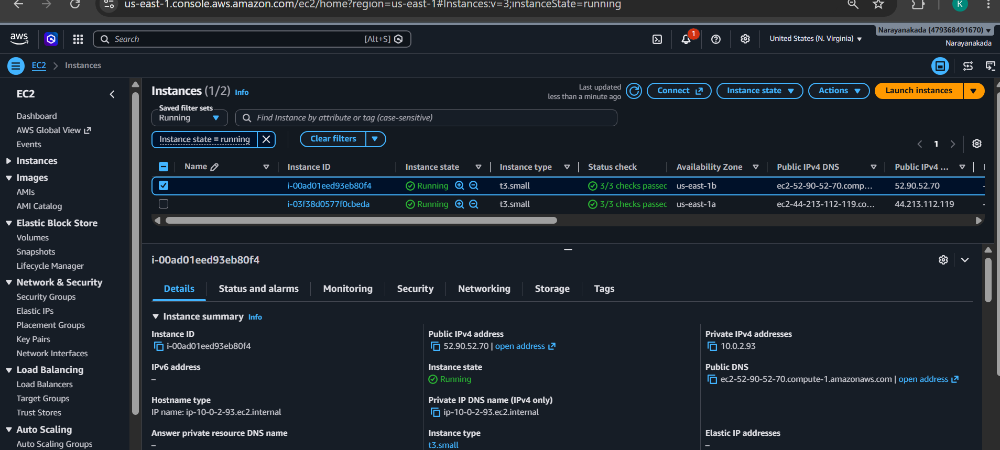 us-east-1.console.aws.amazon.com/ec2/home?region=us-east-1#Instances:v=3;instanceState=running
K
aws
Search
[Alt+S]
1
United States (N. Virginia)
Narayanakada (479368491670)
Narayanakada
EC2
Instances
EC2
Dashboard
AWS Global View
Events
Instances
Images
AMIs
AMI Catalog
Elastic Block Store
Volumes
Snapshots
Lifecycle Manager
Network & Security
Security Groups
Elastic IPs
Placement Groups
Key Pairs
Network Interfaces
Load Balancing
Load Balancers
Target Groups
Trust Stores
Auto Scaling
Auto Scaling Groups
Instances (1/2) Info
Last updated
less than a minute ago
Connect
Instance state
Actions
Launch instances
Saved filter sets
Running
Find Instance by attribute or tag (case-sensitive)
Instance state = running
Clear filters
1
Name Instance ID Instance state Instance type Status check Availability Zone Public IPv4 DNS Public IPv4 ...
i-00ad01eed93eb80f4 Running t3.small 3/3 checks passec us-east-1b ec2-52-90-52-70.comp... 52.90.52.70 -
i-03f38d0577f0cbeda Running t3.small 3/3 checks passec us-east-1a ec2-44-213-112-119.co... 44.213.112.119 -
i-00ad01eed93eb80f4
Details Status and alarms Monitoring Security Networking Storage Tags
Instance summary Info
Instance ID
i-00ad01eed93eb80f4
Public IPv4 address
52.90.52.70 | open address
Private IPv4 addresses
10.0.2.93
IPv6 address
–
Instance state
Running
Public DNS
ec2-52-90-52-70.compute-1.amazonaws.com | open address
Hostname type
IP name: ip-10-0-2-93.ec2.internal
Private IP DNS name (IPv4 only)
ip-10-0-2-93.ec2.internal
Answer private resource DNS name
–
Instance type
t3.small
Elastic IP addresses
–